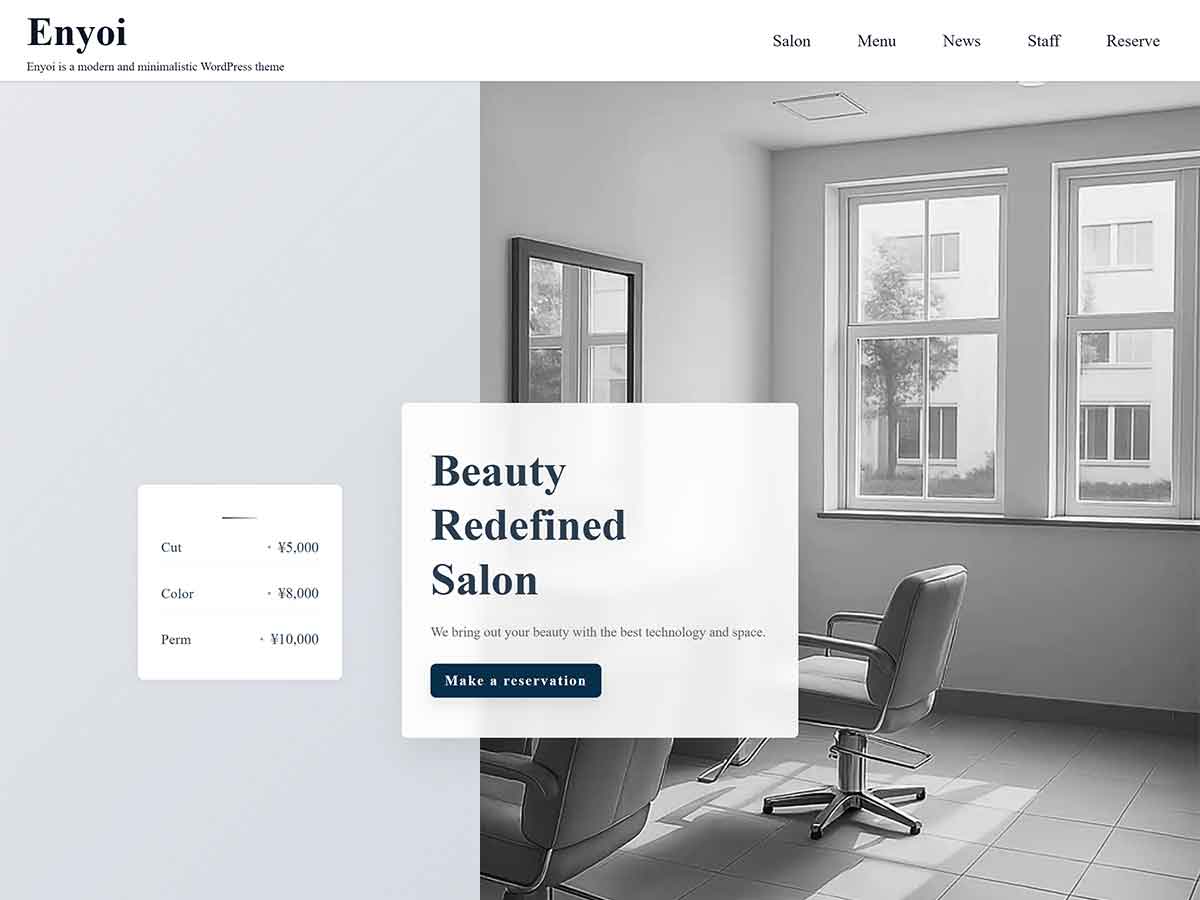 Enyoi
Enyoi is a modern and minimalistic WordPress theme
Salon Menu News Staff Reserve
Beauty
Redefined
Salon
We bring out your beauty with the best technology and space.
Make a reservation
Cut • ¥5,000
Color • ¥8,000
Perm • ¥10,000